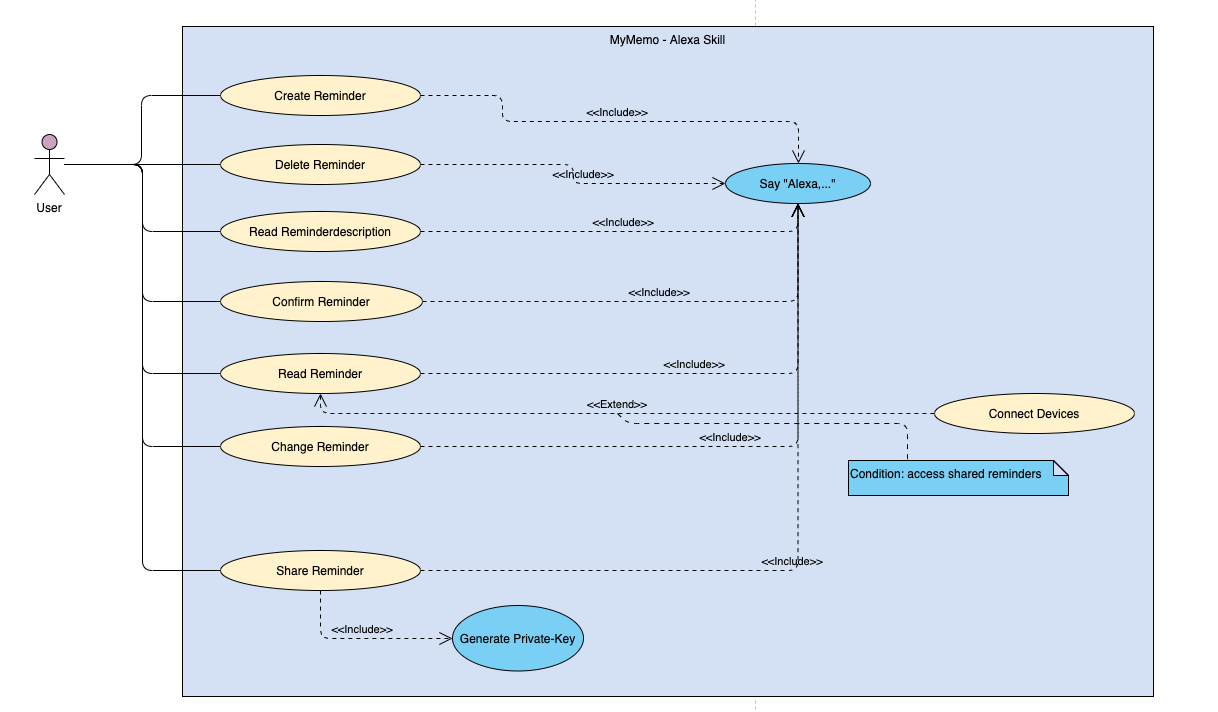 MyMemo - Alexa Skill
Create Reminder
<<Include>>
Delete Reminder
<<Include>>
Say "Alexa,..."
User
Read Reminderdescription
<<Include>>
Confirm Reminder
<<Include>>
Read Reminder
<<Include>>
<<Extend>>
Connect Devices
Change Reminder
<<Include>>
Condition: access shared reminders
Share Reminder
<<Include>>
<<Include>>
Generate Private-Key